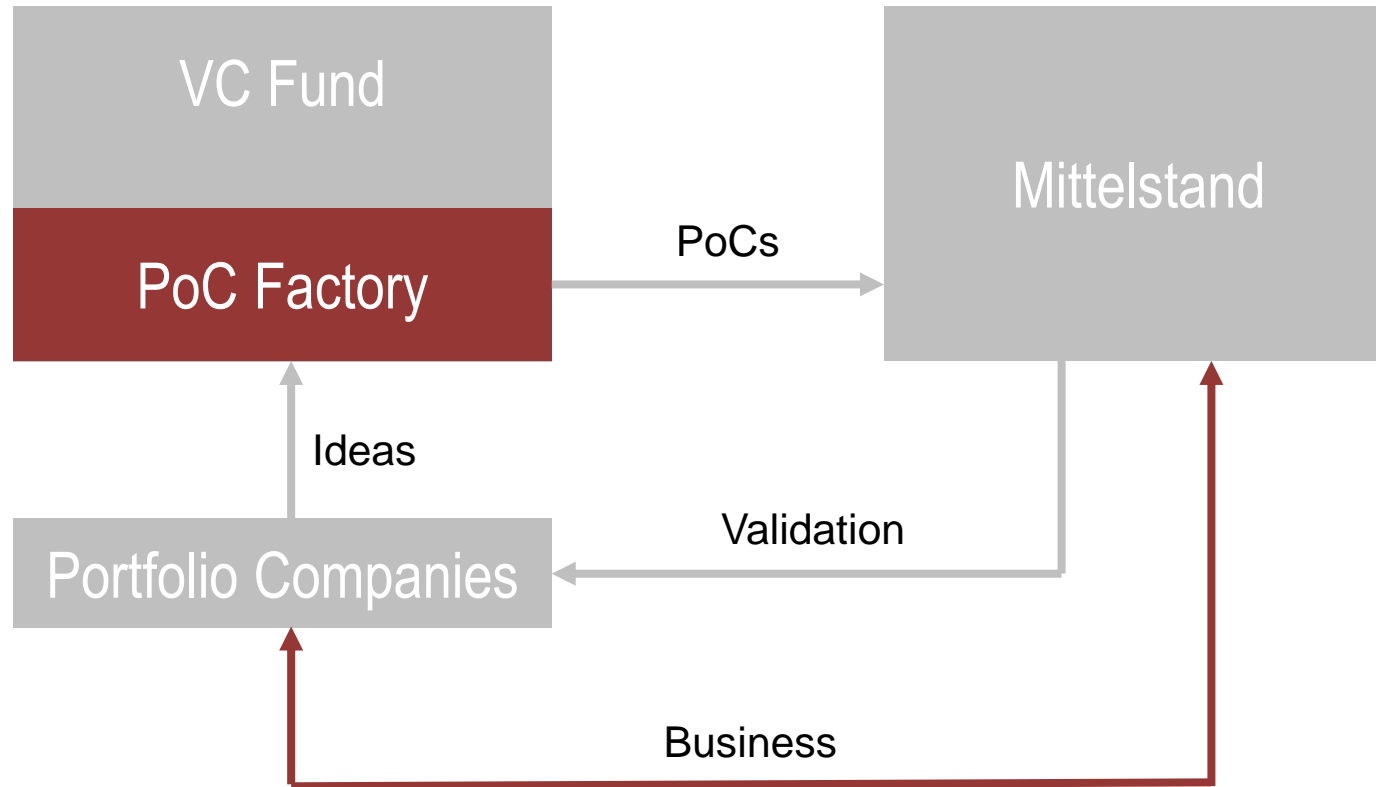 VC Fund
Mittelstand
PoC Factory
PoCs
Ideas
Validation
Portfolio Companies
Business